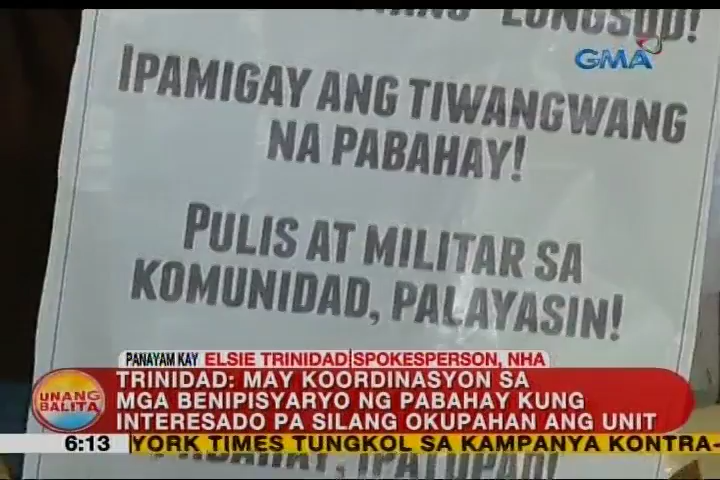 LUNGSOD!
GMA
IPAMIGAY ANG TIWANGWANG
NA PABAHAY!
PULIS AT MILITAR SA
KOMUNIDAD, PALAYASIN!
PANAYAM KAY ELSIE TRINIDAD|SPOKESPERSON, NHA
UNANG
BALITA
TRINIDAD: MAY KOORDINASYON SA
MGA BENIPISYARYO NG PABAHAY KUNG
INTERESADO PA SILANG OKUPAHAN ANG UNIT
6:13
YORK TIMES TUNGKOL SA KAMPANYA KONTRA-
IPATUPAD!